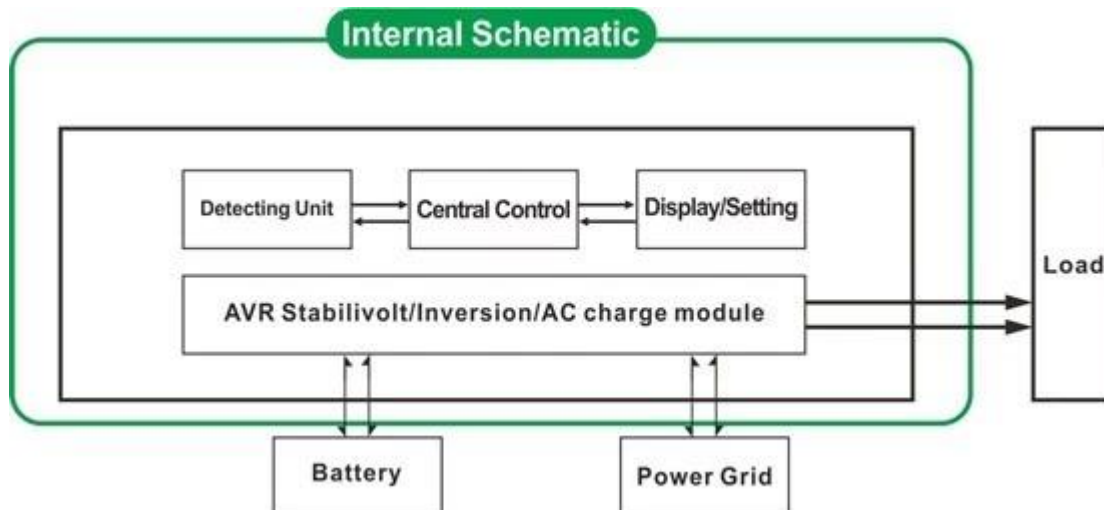 Internal Schematic
Detecting Unit
Central Control
Display/Setting
Load
AVR Stabilivolt/Inversion/AC charge module
Battery
Power Grid